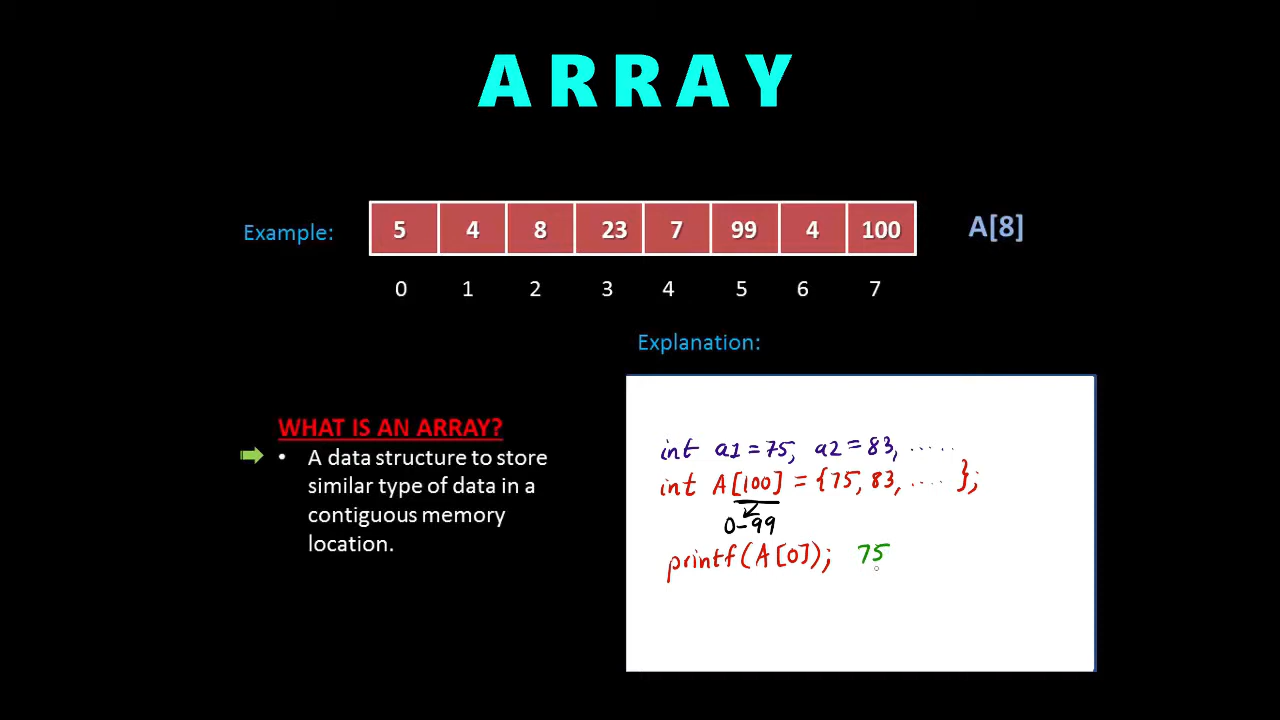 ARRAY
Example: 5 4 8 23 7 99 4 100 A[8]
0 1 2 3 4 5 6 7
Explanation:
WHAT IS AN ARRAY?
• A data structure to store
similar type of data in a
contiguous memory
location.
int a1=75, a2=83, .....
int A[100] = {75, 83, .... };
0-99
printf(A[0]); 75